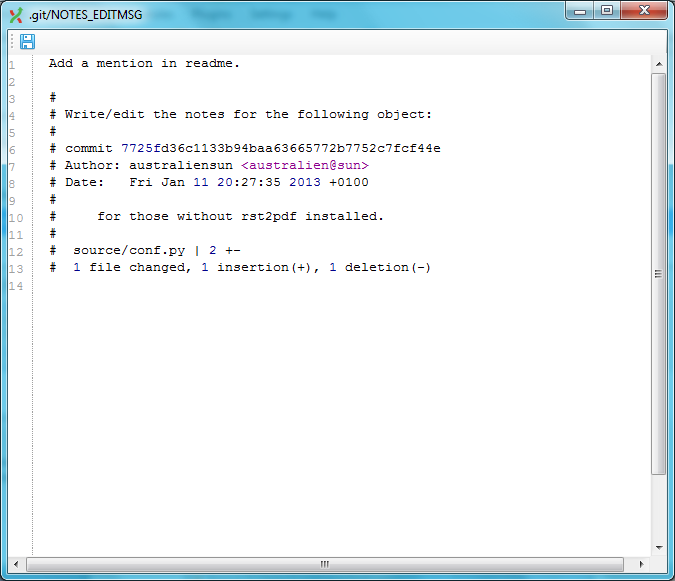 .git/NOTES_EDITMSG
1 Add a mention in readme.
2
3 #
4 # Write/edit the notes for the following object:
5 #
6 # commit 7725fd36c1133b94baa63665772b7752c7fcf44e
7 # Author: australiensun <australien@sun>
8 # Date:   Fri Jan 11 20:27:35 2013 +0100
9 #
10 #     for those without rst2pdf installed.
11 #
12 #  source/conf.py | 2 +-
13 #  1 file changed, 1 insertion(+), 1 deletion(-)
14